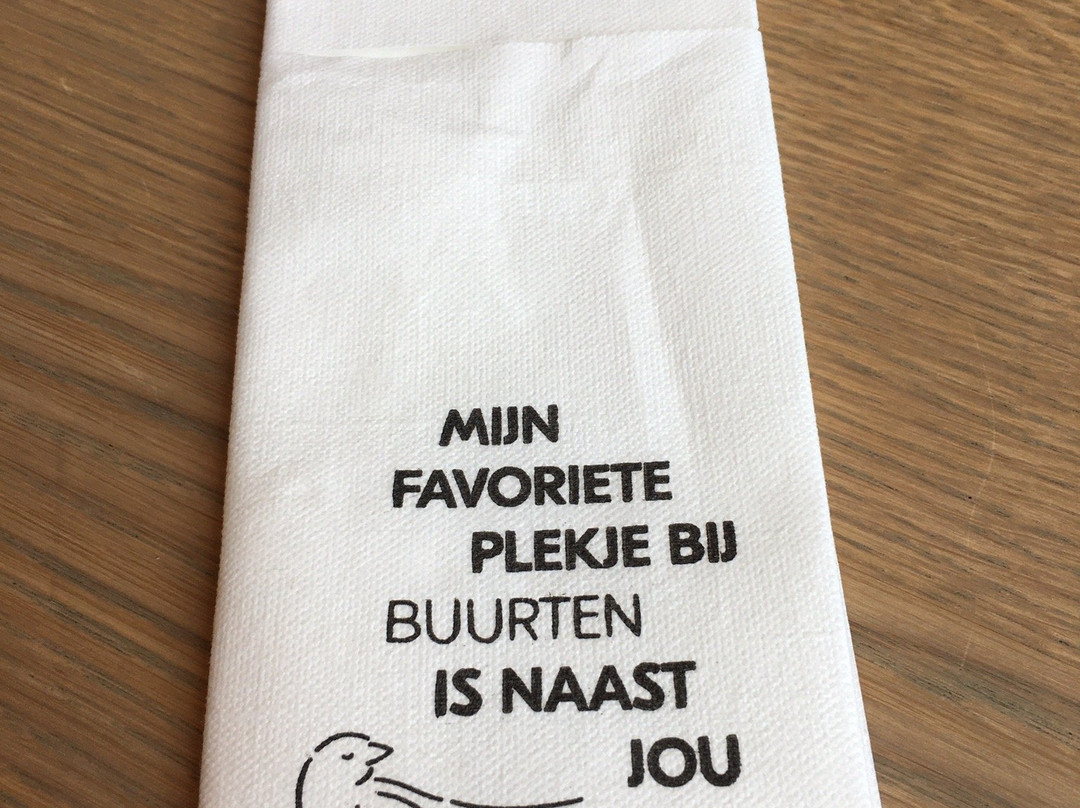 MIJN
FAVORIETE
PLEKJE BIJ
BUURTEN
IS NAAST
JOU